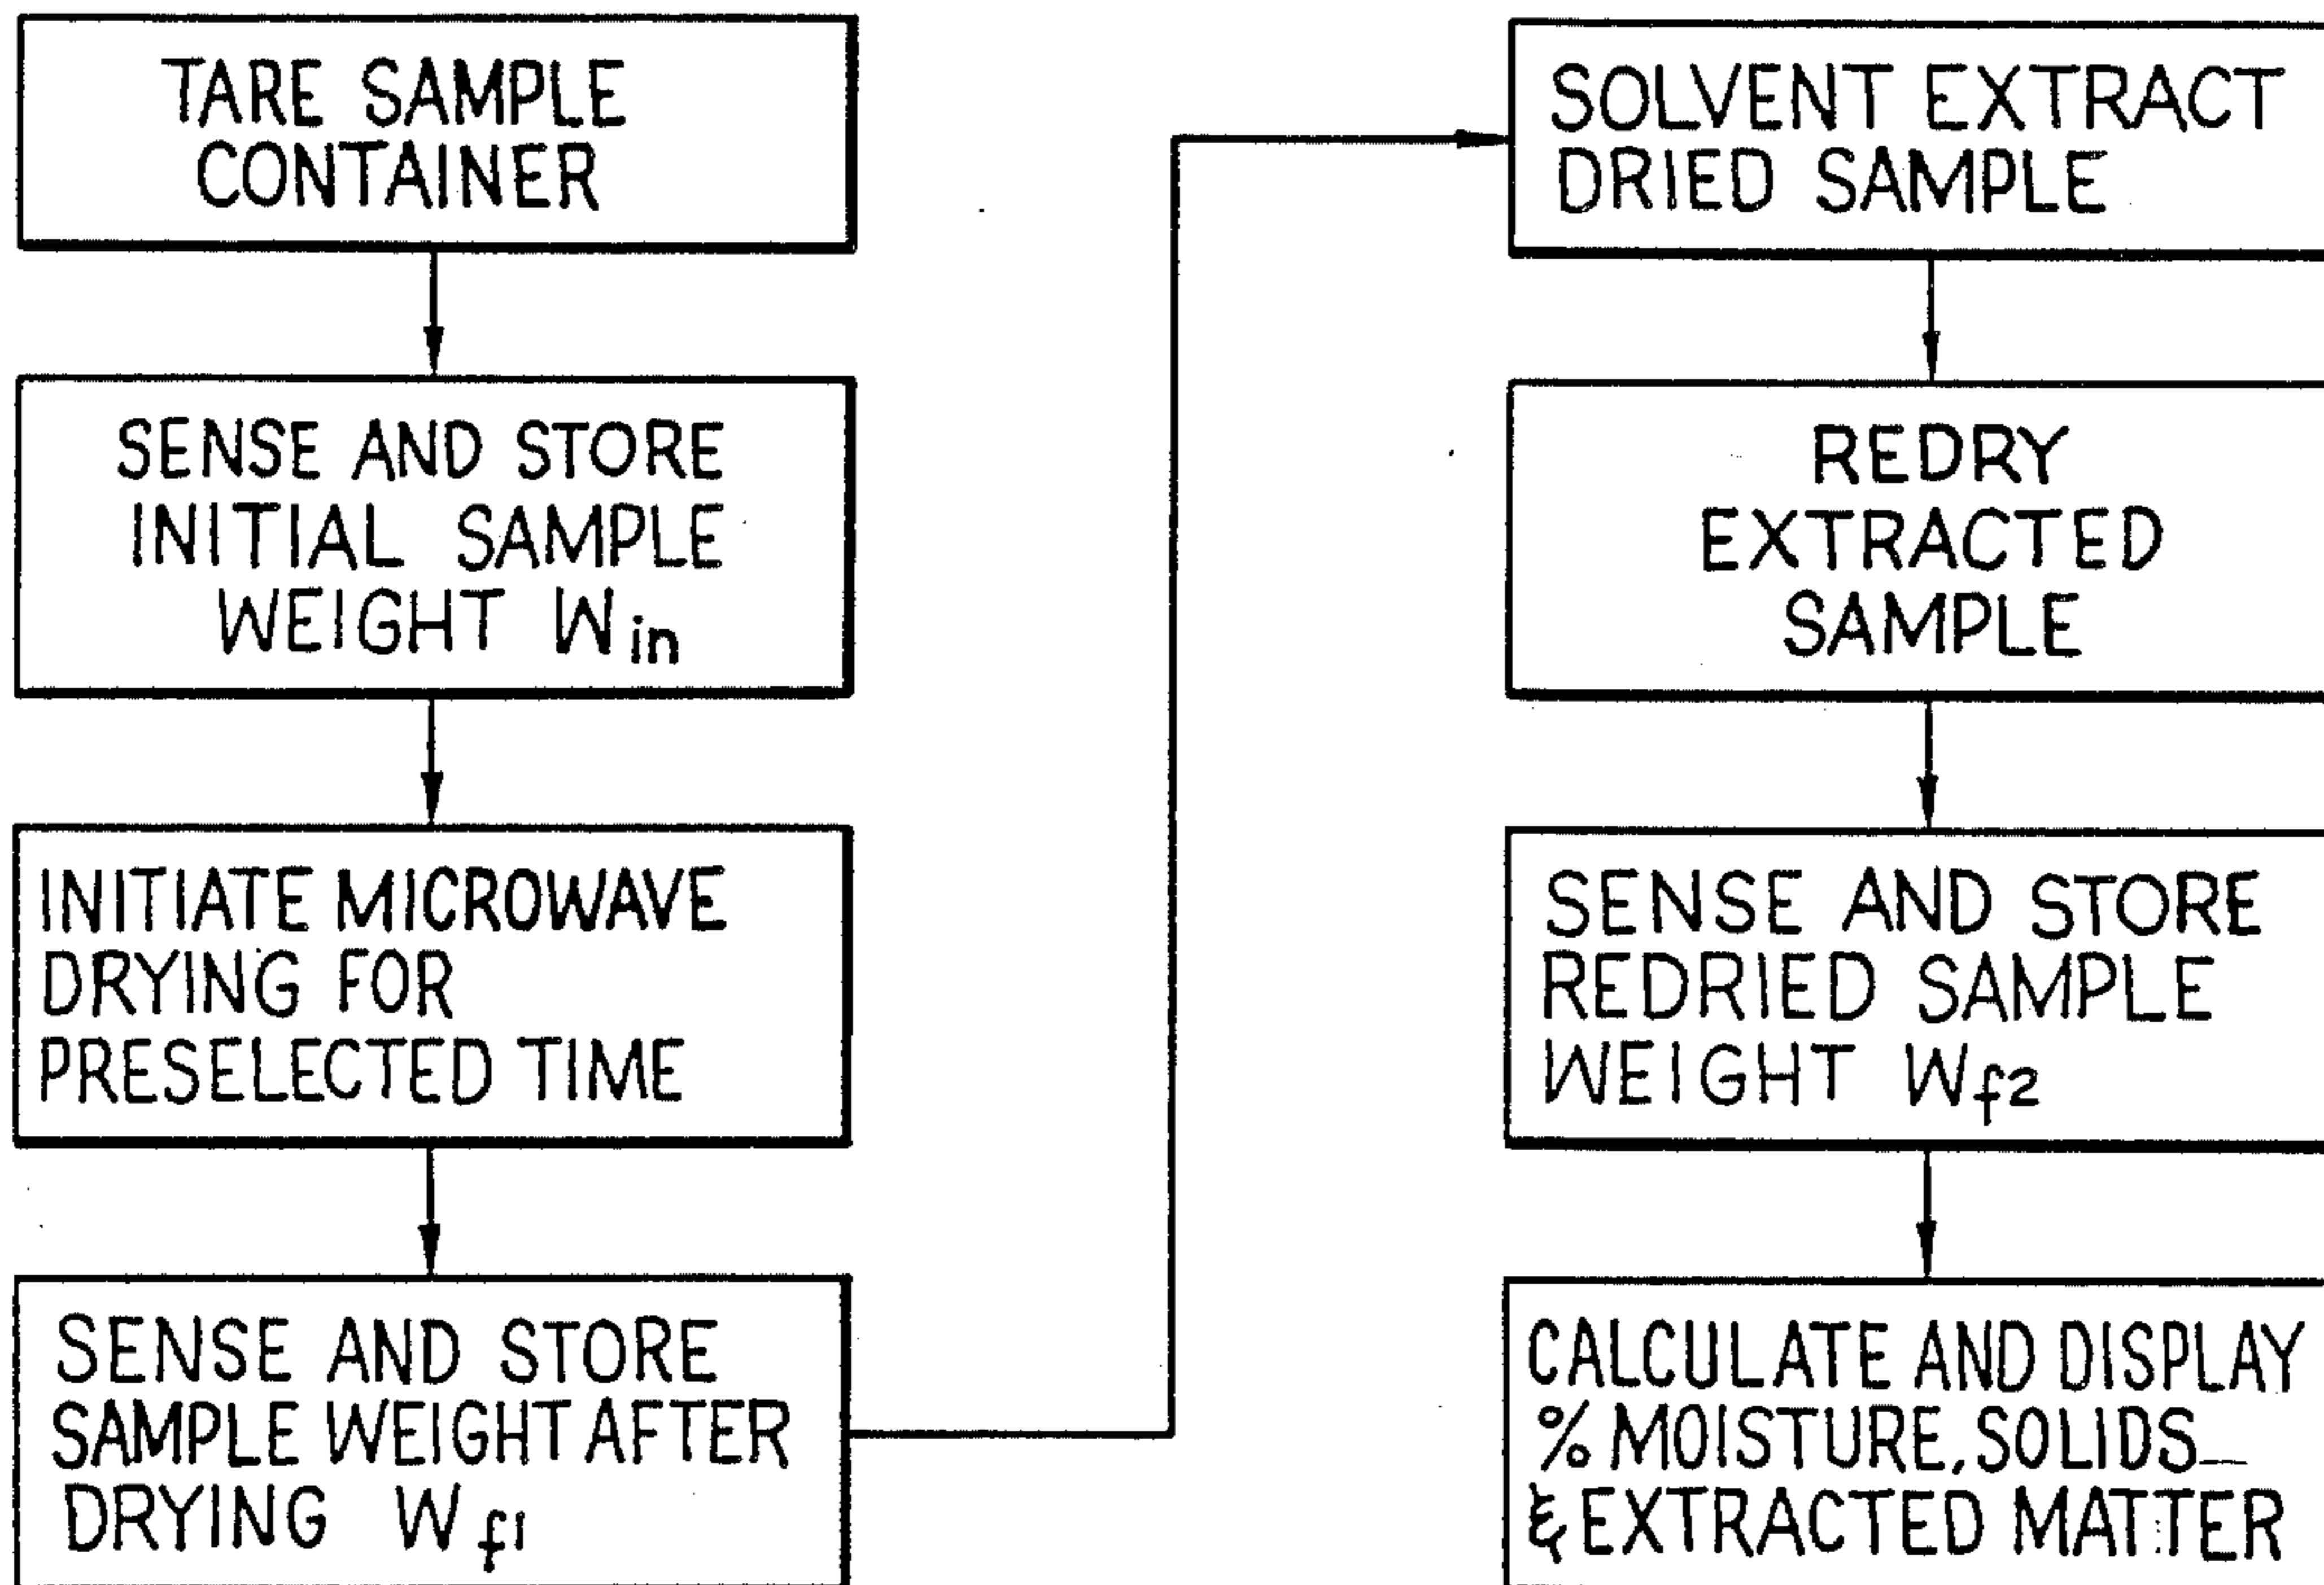 TARE SAMPLE
CONTAINER
SENSE AND STORE
INITIAL SAMPLE
WEIGHT Win
INITIATE MICROWAVE
DRYING FOR
PRESELECTED TIME
SENSE AND STORE
SAMPLE WEIGHT AFTER
DRYING Wf1
SOLVENT EXTRACT
DRIED SAMPLE
REDRY
EXTRACTED
SAMPLE
SENSE AND STORE
REDRIED SAMPLE
WEIGHT Wf2
CALCULATE AND DISPLAY
% MOISTURE, SOLIDS
& EXTRACTED MATTER